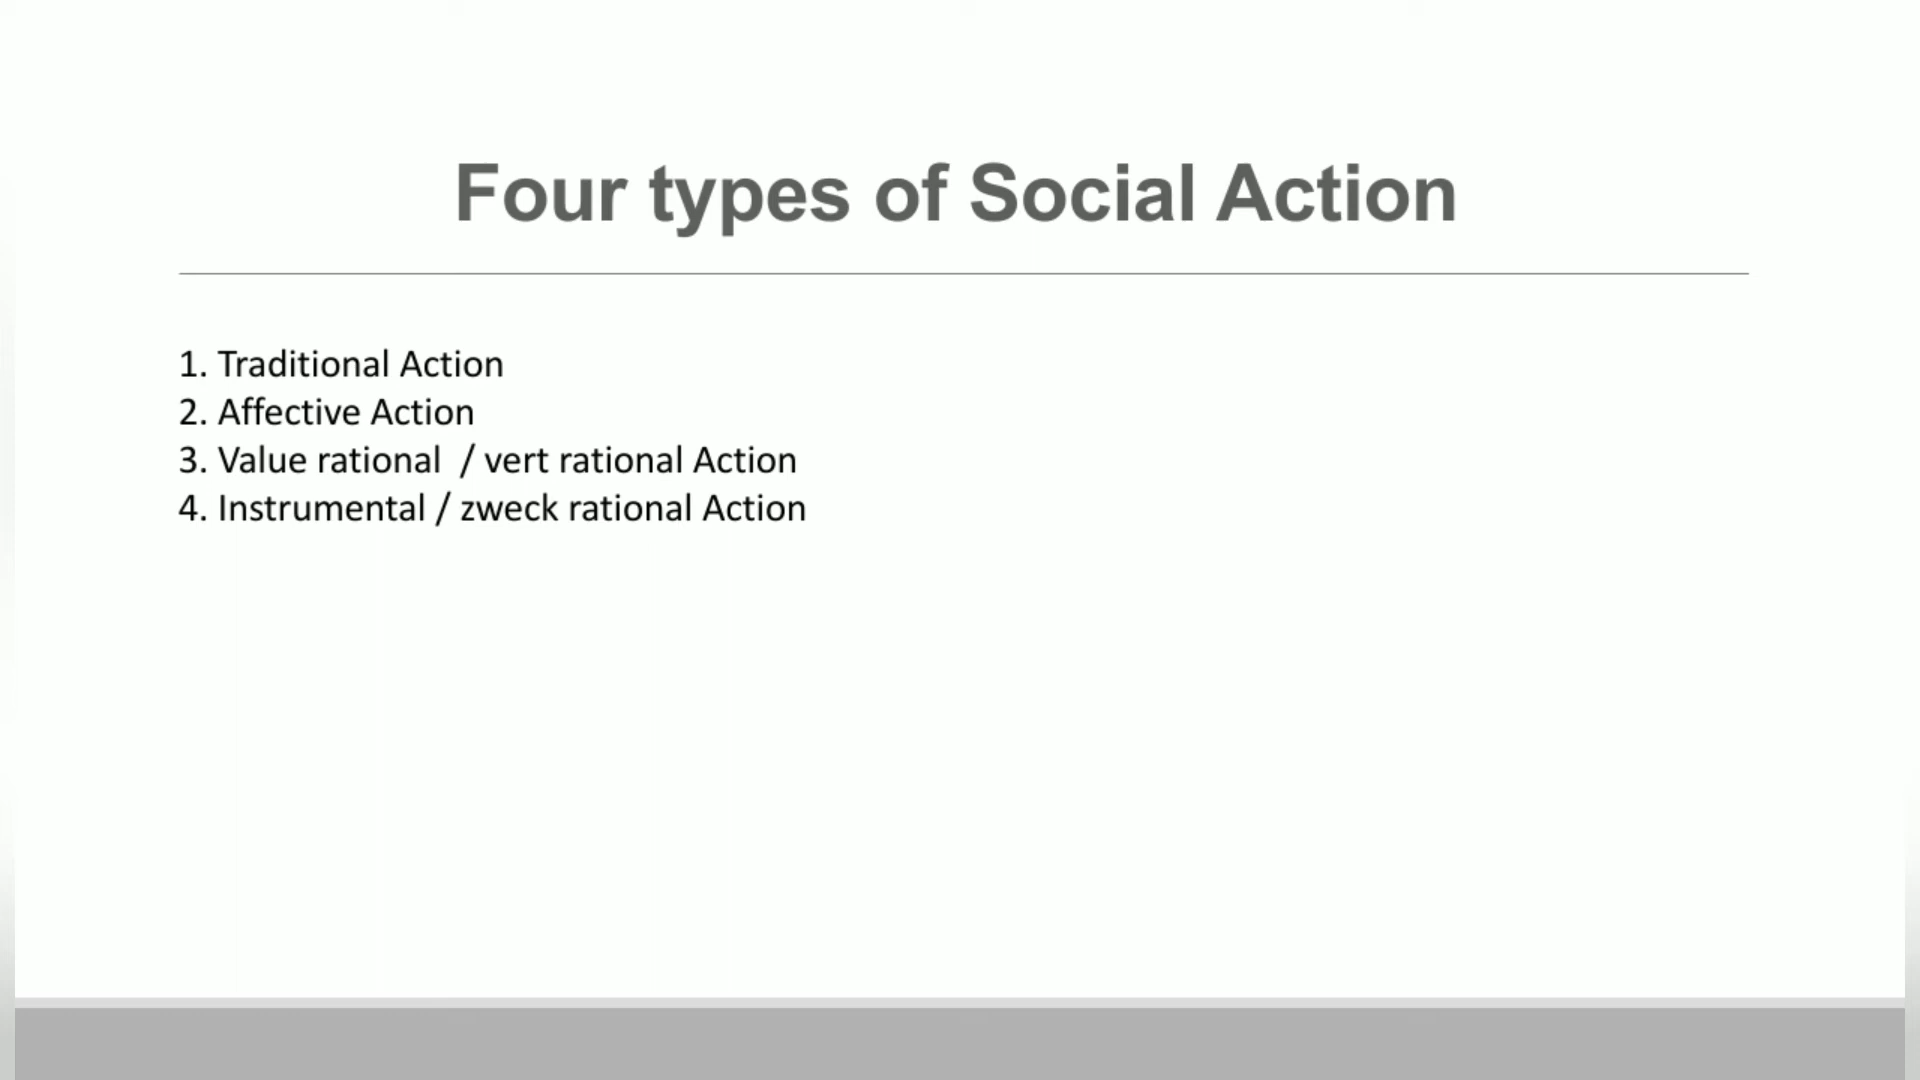 Four types of Social Action
1. Traditional Action
2. Affective Action
3. Value rational  / vert rational Action
4. Instrumental / zweck rational Action